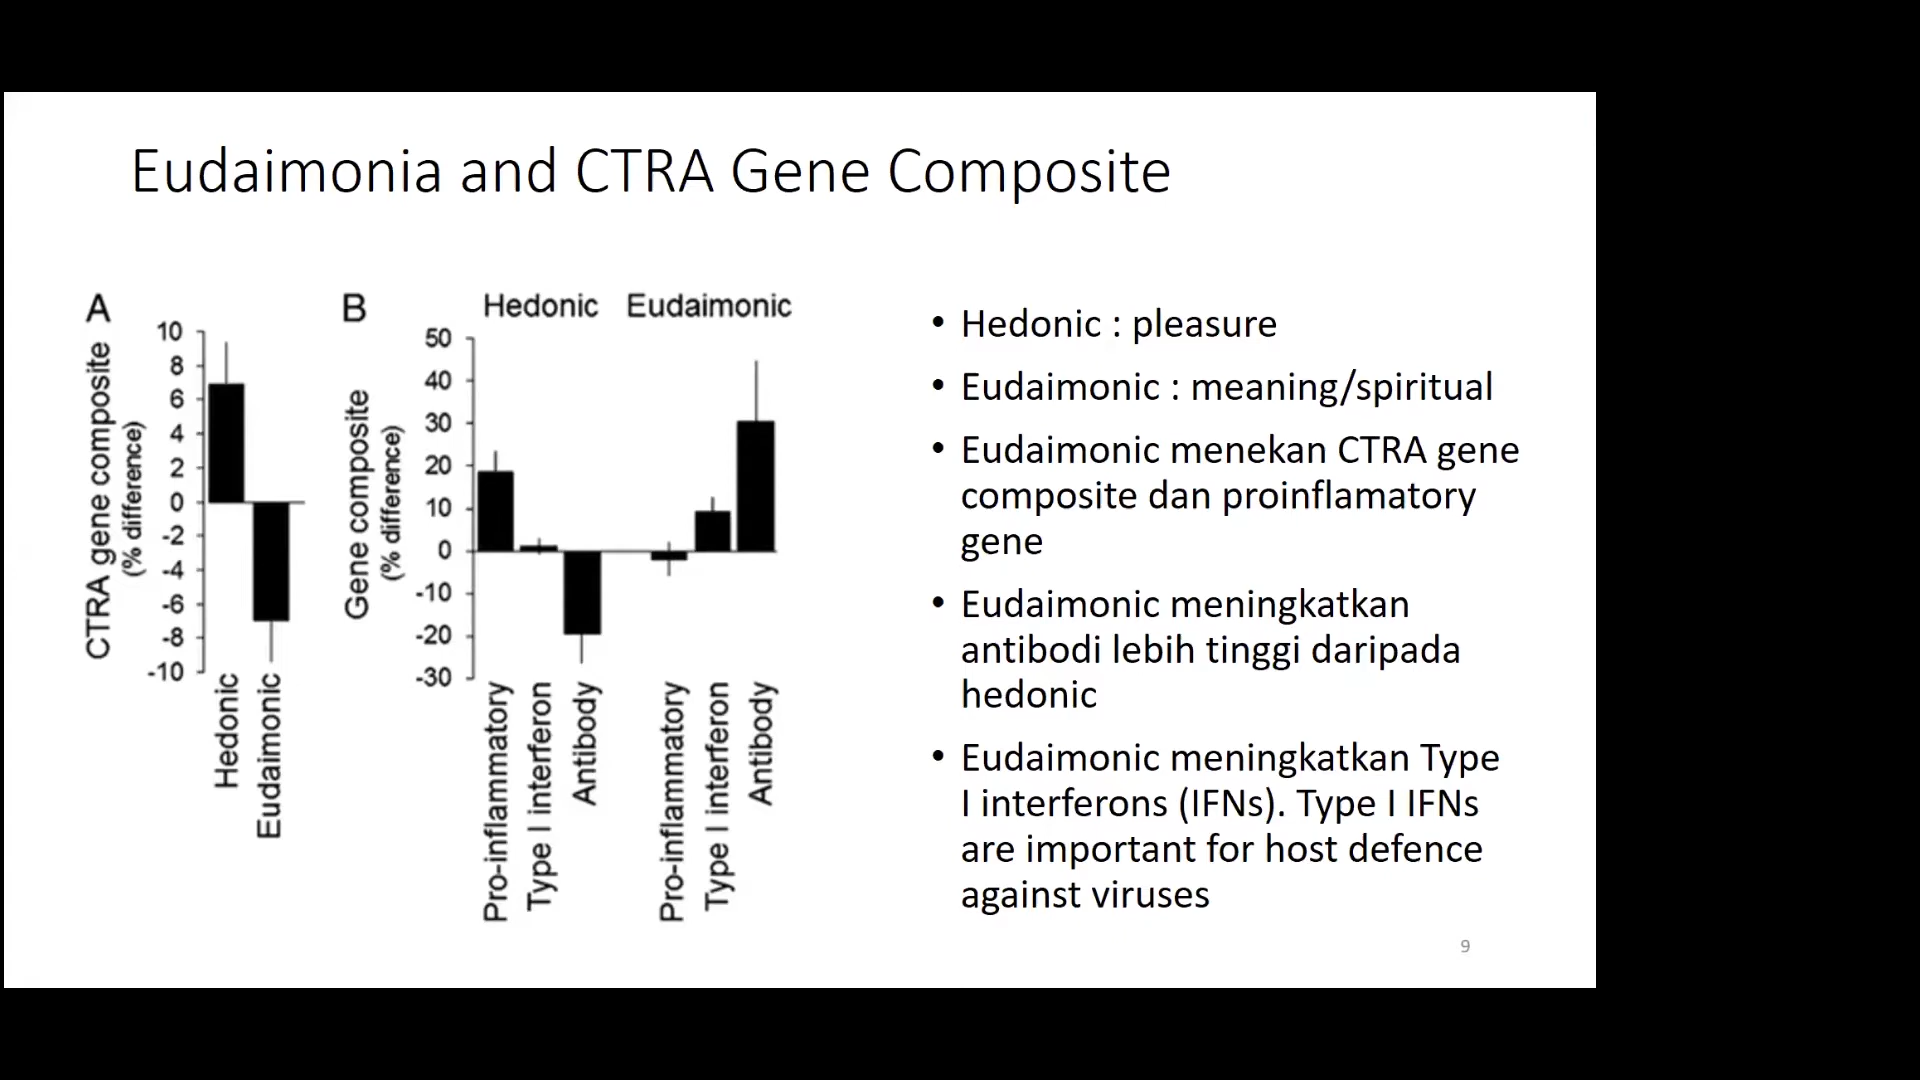 Eudaimonia and CTRA Gene Composite
A
CTRA gene composite
(% difference)
10
8
6
4
2
0
-2
-4
-6
-8
-10
Hedonic
Eudaimonic
B
Hedonic Eudaimonic
Gene composite
(% difference)
50
40
30
20
10
0
-10
-20
-30
Pro-inflammatory
Type I interferon
Antibody
Pro-inflammatory
Type I interferon
Antibody
• Hedonic : pleasure
• Eudaimonic : meaning/spiritual
• Eudaimonic menekan CTRA gene
composite dan proinflamatory
gene
• Eudaimonic meningkatkan
antibodi lebih tinggi daripada
hedonic
• Eudaimonic meningkatkan Type
I interferons (IFNs). Type I IFNs
are important for host defence
against viruses
9